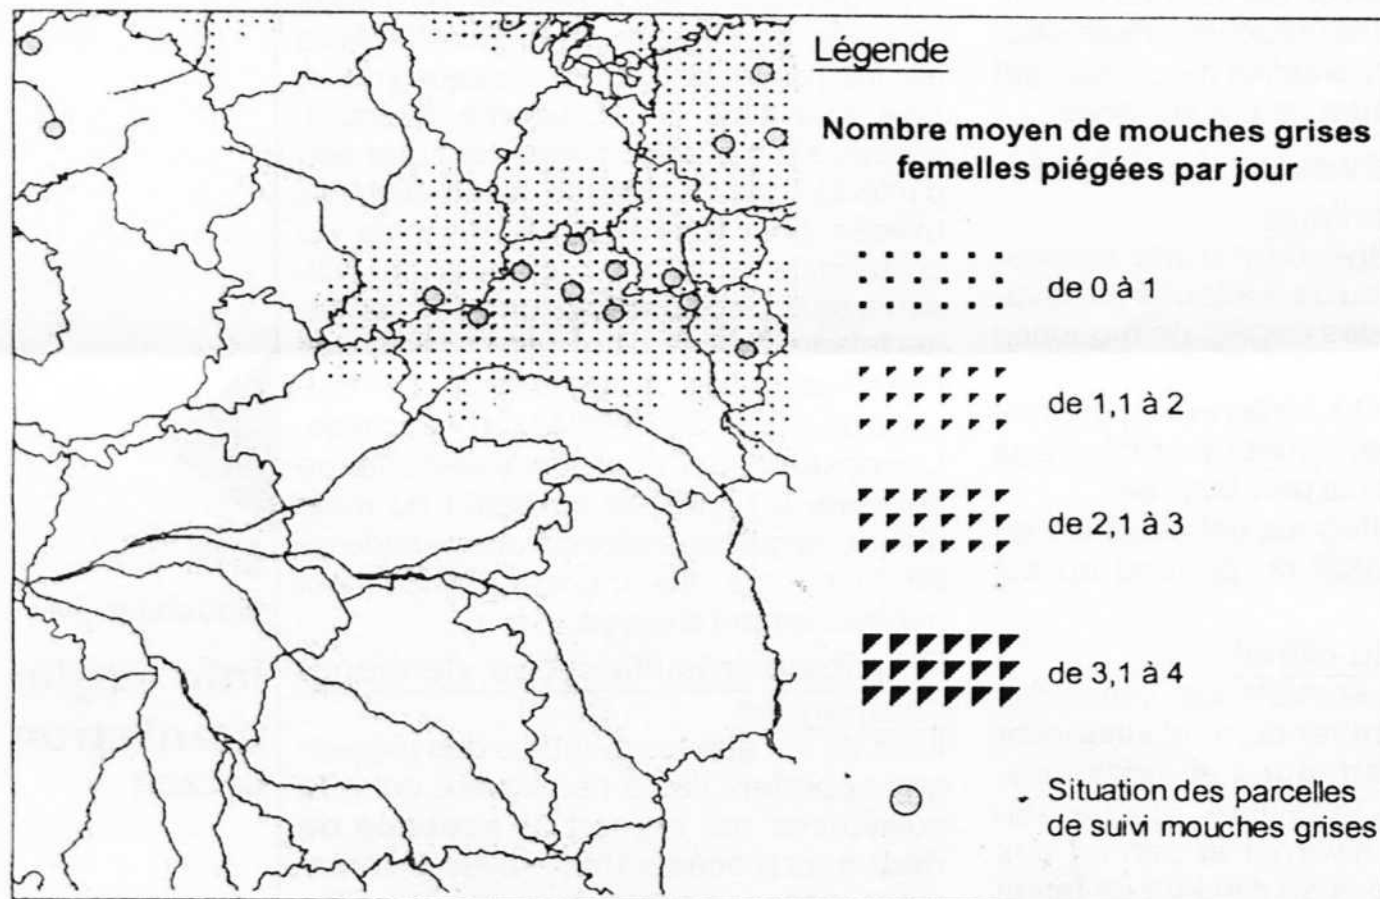 Légende
Nombre moyen de mouches grises
femelles piégées par jour
de 0 à 1
de 1,1 à 2
de 2,1 à 3
de 3,1 à 4
Situation des parcelles
de suivi mouches grises